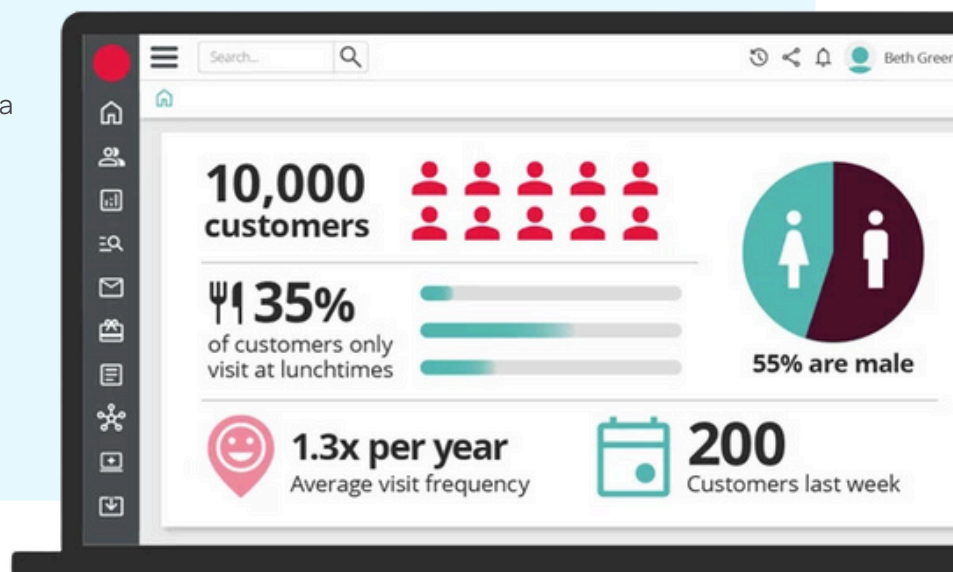 a
Search...
Beth Green
10,000
customers
35%
of customers only
visit at lunchtimes
55% are male
1.3x per year
Average visit frequency
200
Customers last week